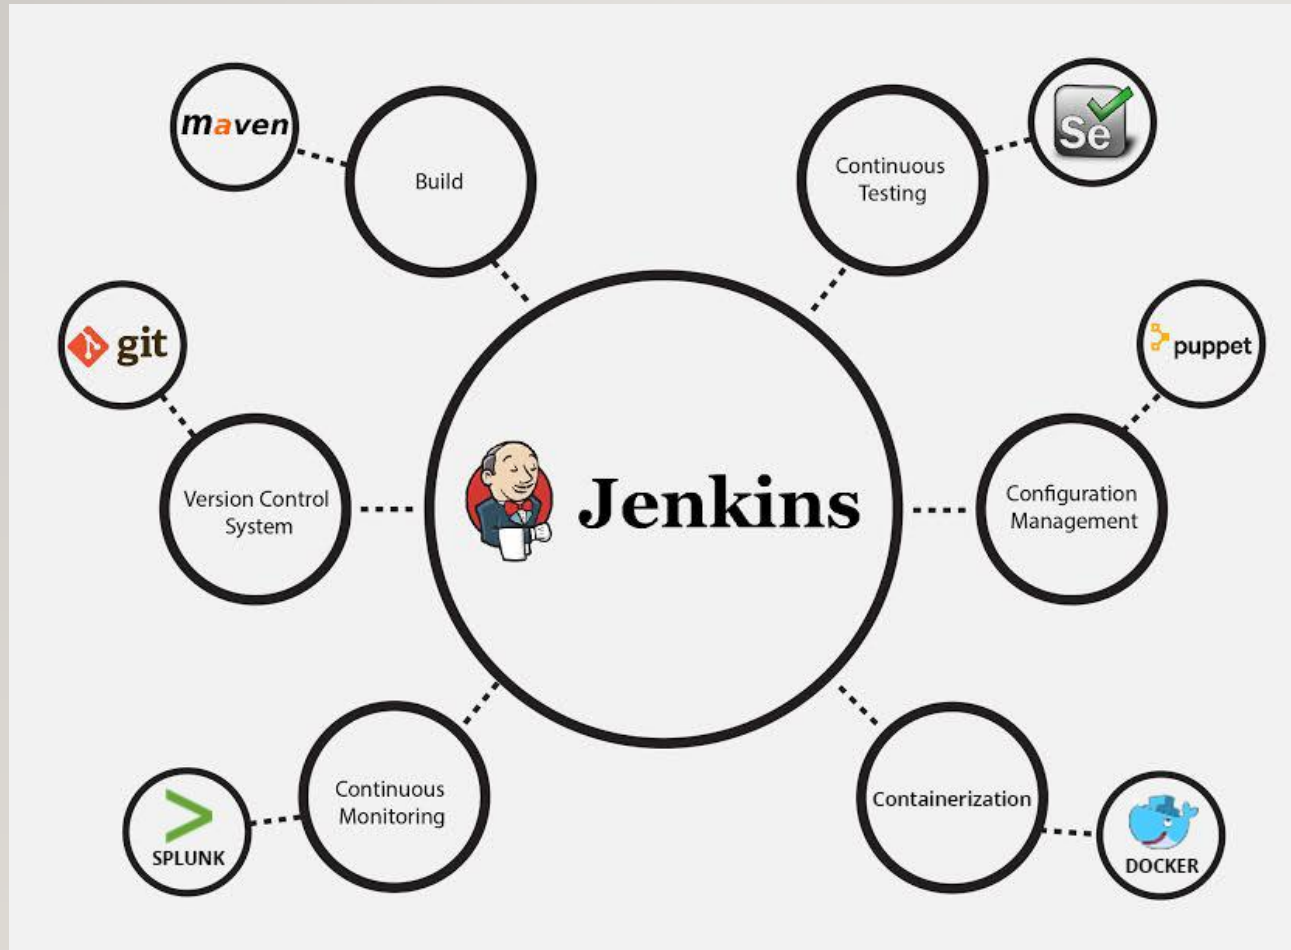 maven
Build
Continuous
Testing
Se
git
puppet
Version Control
System
Jenkins
Configuration
Management
Continuous
Monitoring
SPLUNK
Containerization
DOCKER